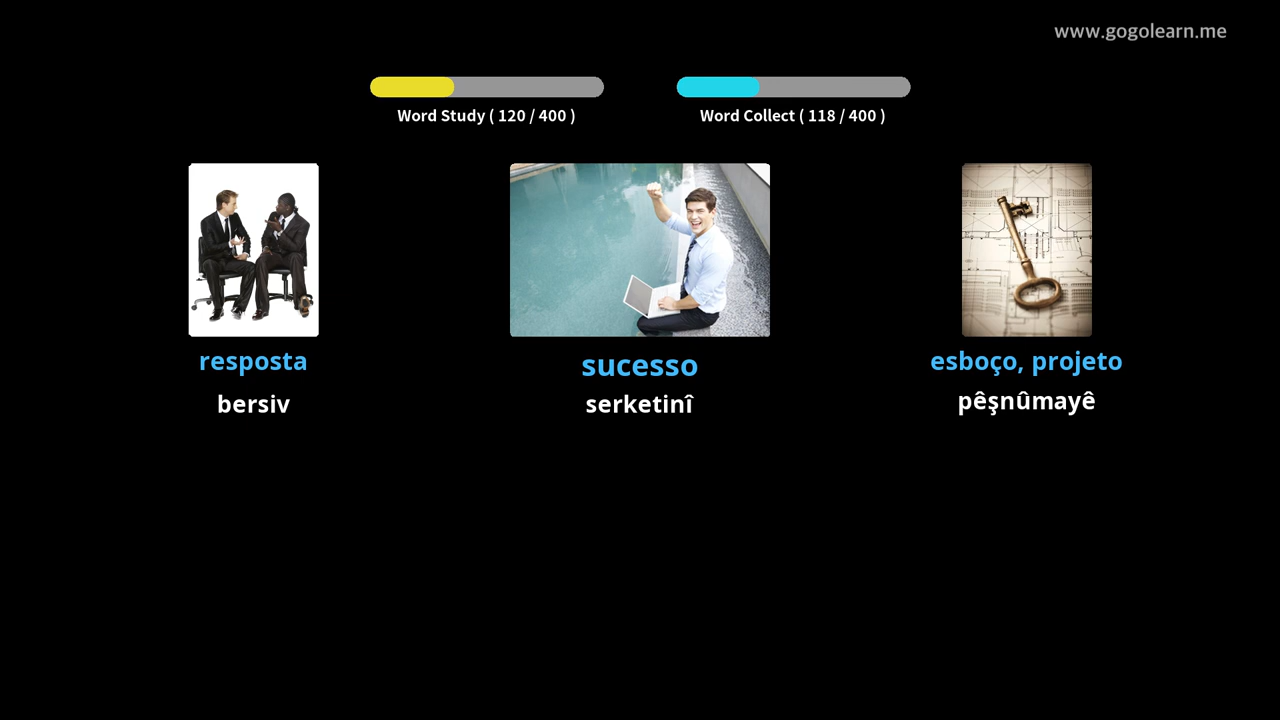 www.gogolearn.me
Word Study ( 120 / 400 )
Word Collect ( 118 / 400 )
resposta
bersiv
sucesso
serketinî
esboço, projeto
pêşnûmayê